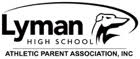 Lyman
HIGH SCHOOL
ATHLETIC PARENT ASSOCIATION, INC